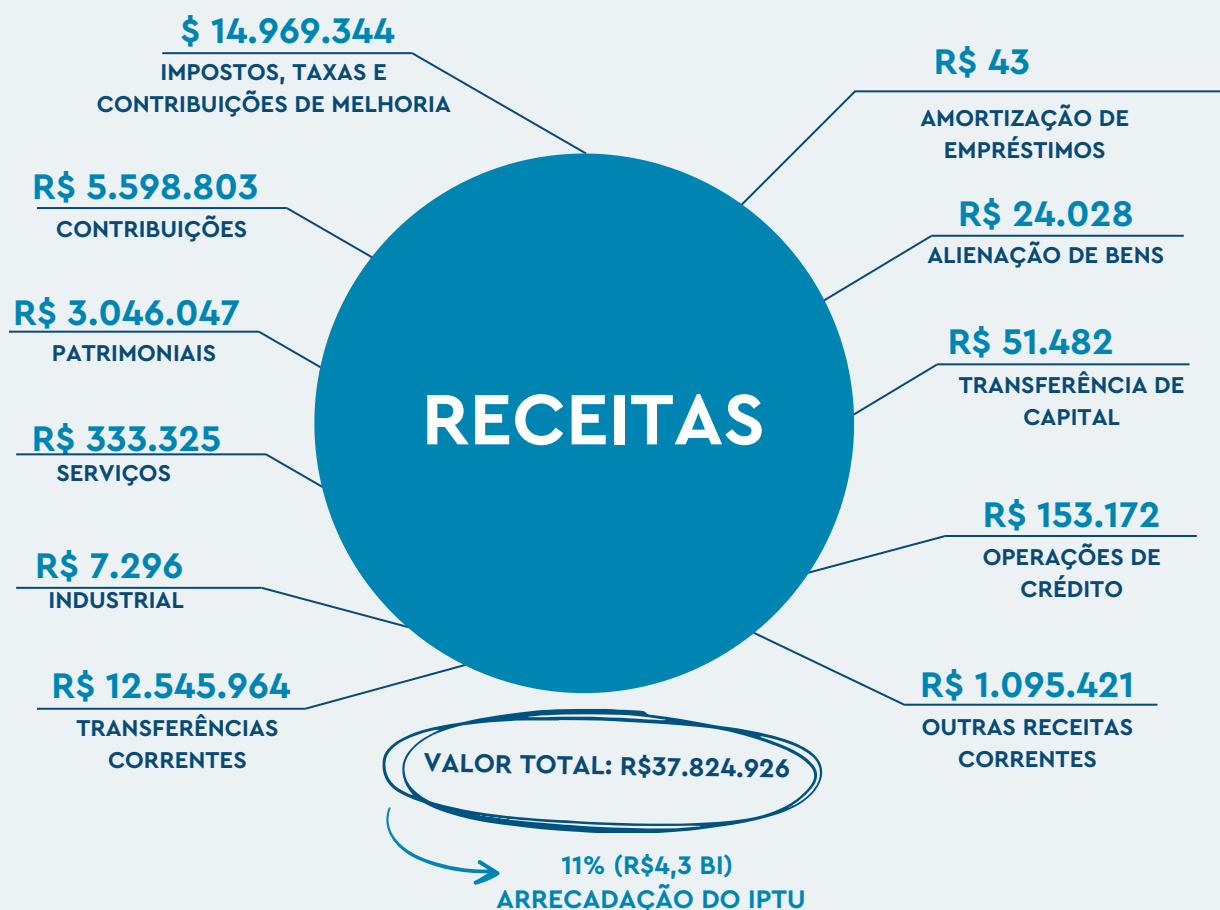 $ 14.969.344
IMPOSTOS, TAXAS E
CONTRIBUIÇÕES DE MELHORIA
R$ 5.598.803
CONTRIBUIÇÕES
R$ 3.046.047
PATRIMONIAIS
R$ 333.325
SERVIÇOS
R$ 7.296
INDUSTRIAL
R$ 12.545.964
TRANSFERÊNCIAS
CORRENTES
RECEITAS
R$ 43
AMORTIZAÇÃO DE
EMPRÉSTIMOS
R$ 24.028
ALIENAÇÃO DE BENS
R$ 51.482
TRANSFERÊNCIA DE
CAPITAL
R$ 153.172
OPERAÇÕES DE
CRÉDITO
R$ 1.095.421
OUTRAS RECEITAS
CORRENTES
VALOR TOTAL: R$37.824.926
11% (R$4,3 BI)
ARRECADAÇÃO DO IPTU